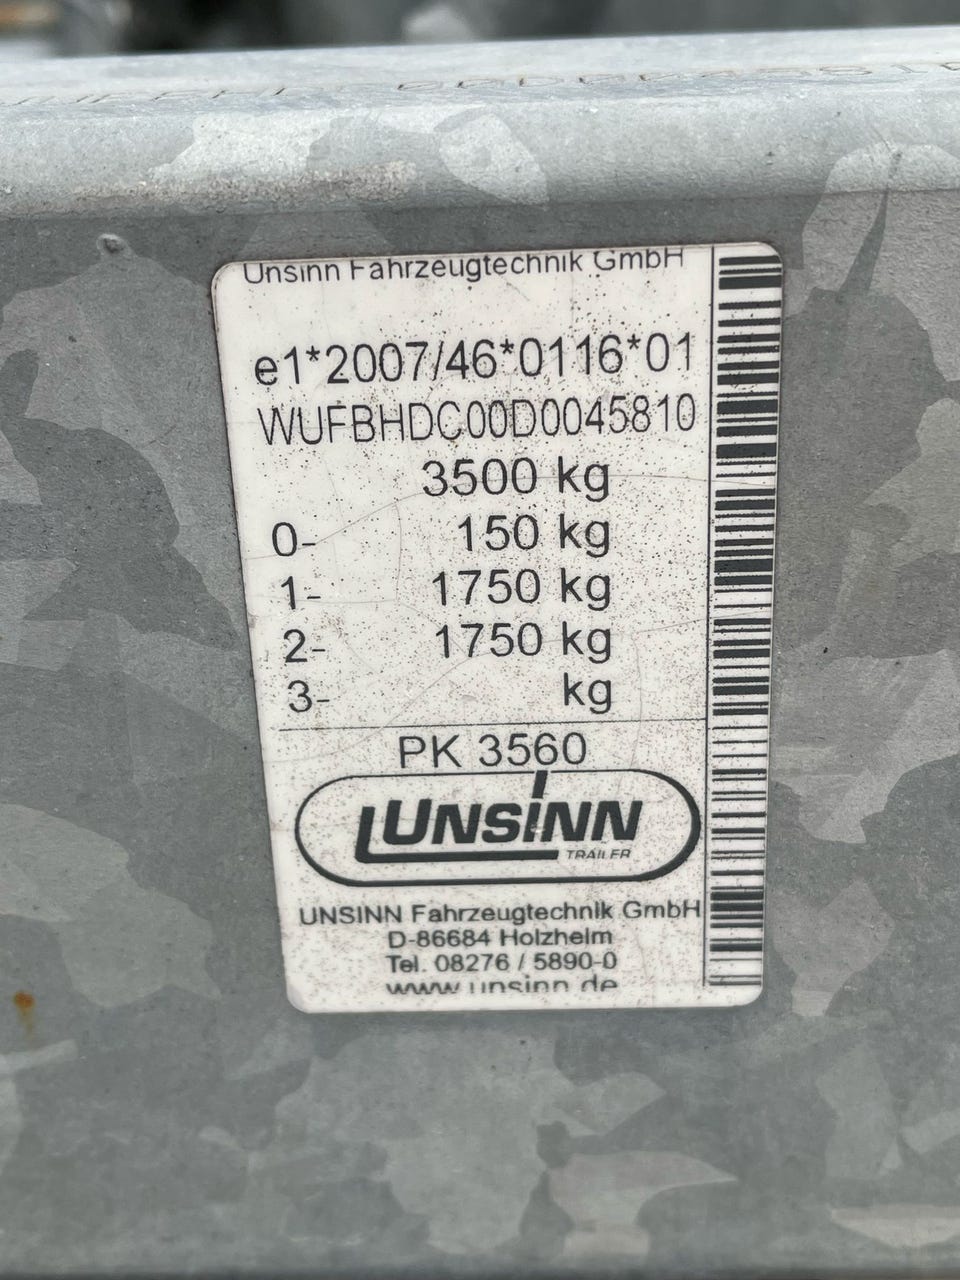 Unsinn Fahrzeugtechnik GmbH
e1*2007/46*0116*01
WUFBHDC00D0045810
3500 kg
0- 150 kg
1- 1750 kg
2- 1750 kg
3- kg
PK 3560
UNSINN
TRAILER
UNSINN Fahrzeugtechnik GmbH
D-86684 Holzheim
Tel. 08276 / 5890-0
www.unsinn.de